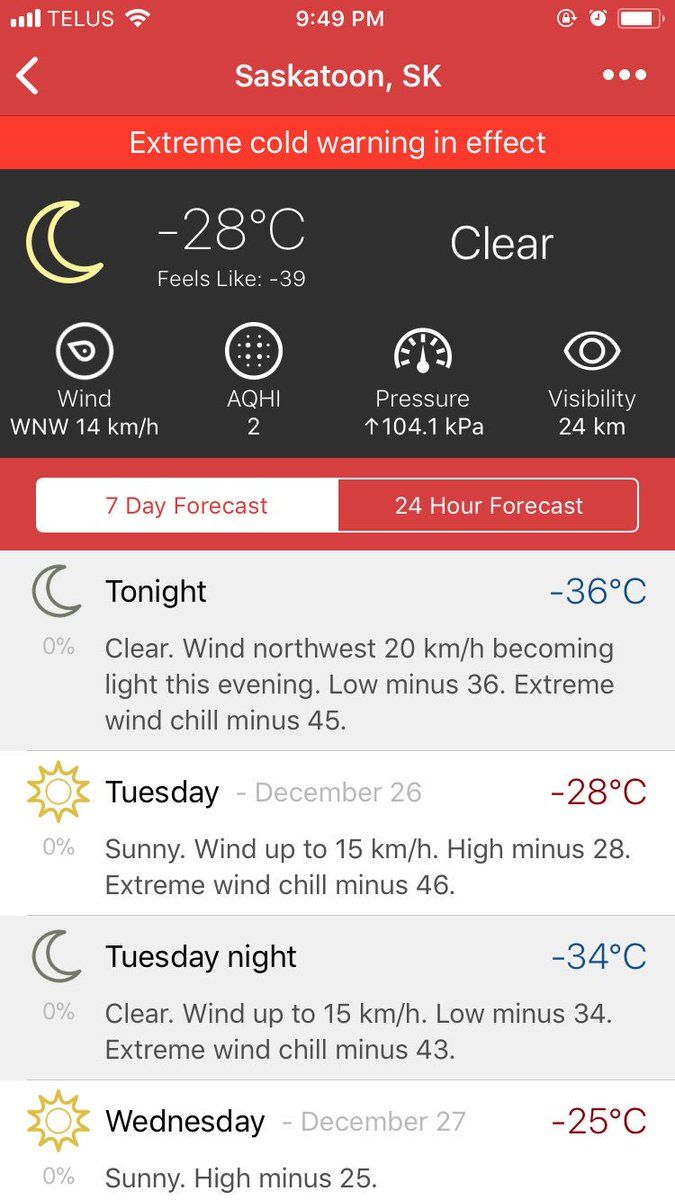 TELUS 9:49 PM
Saskatoon, SK
Extreme cold warning in effect
-28°C
Feels Like: -39
Clear
Wind AQHI Pressure Visibility
WNW 14 km/h 2 ↑104.1 kPa 24 km
7 Day Forecast 24 Hour Forecast
Tonight -36°C
0%
Clear. Wind northwest 20 km/h becoming
light this evening. Low minus 36. Extreme
wind chill minus 45.
Tuesday - December 26 -28°C
0%
Sunny. Wind up to 15 km/h. High minus 28.
Extreme wind chill minus 46.
Tuesday night -34°C
0%
Clear. Wind up to 15 km/h. Low minus 34.
Extreme wind chill minus 43.
Wednesday - December 27 -25°C
0%
Sunny. High minus 25.